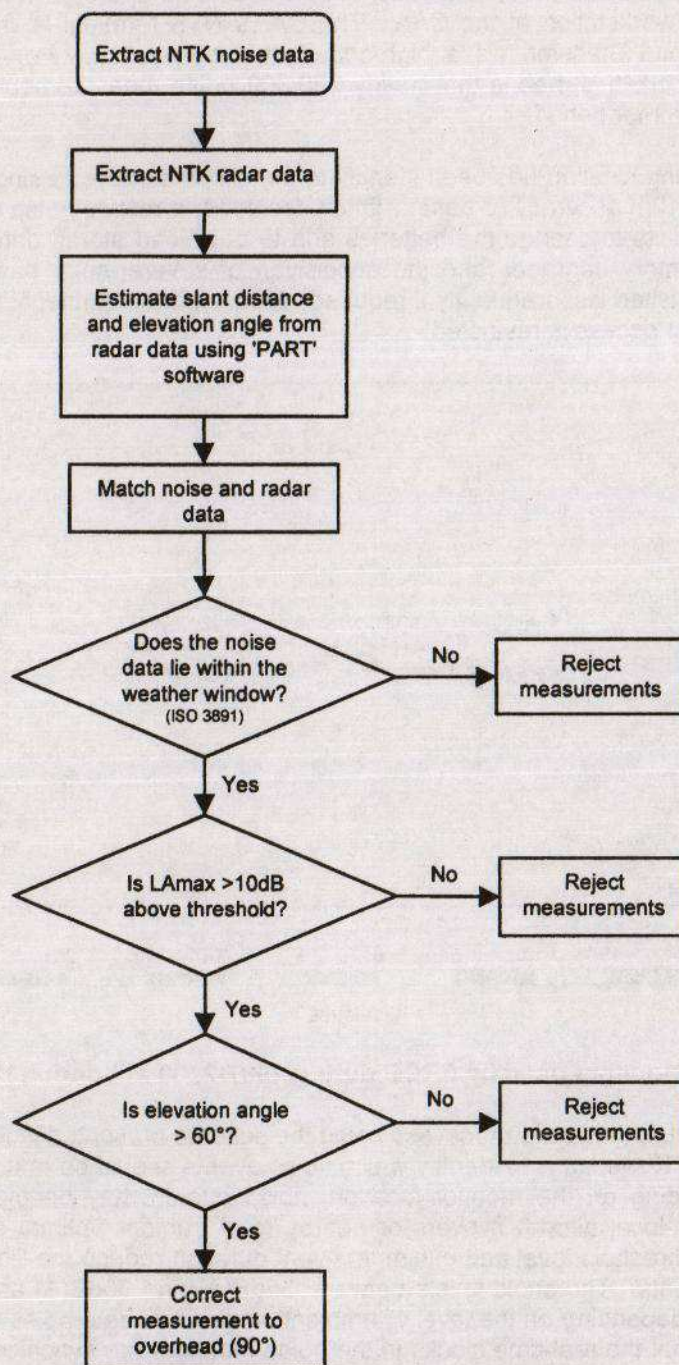 Extract NTK noise data
Extract NTK radar data
Estimate slant distance
and elevation angle from
radar data using 'PART'
software
Match noise and radar
data
Does the noise
data lie within the
weather window?
(ISO 3891)
No
Reject
measurements
Yes
Is LAmax >10dB
above threshold?
No
Reject
measurements
Yes
Is elevation angle
> 60°?
No
Reject
measurements
Yes
Correct
measurement to
overhead (90°)